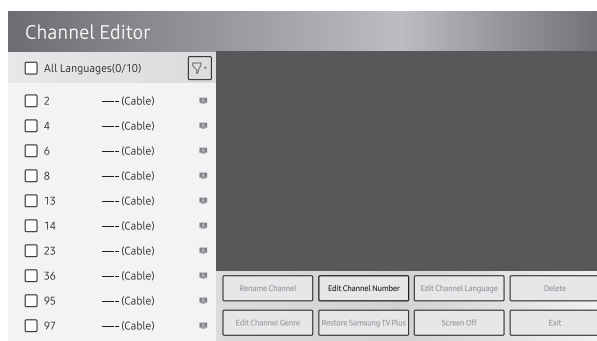 Channel Editor
All Languages(0/10)
2 —-- (Cable)
4 —-- (Cable)
6 —-- (Cable)
8 —-- (Cable)
13 —-- (Cable)
14 —-- (Cable)
23 —-- (Cable)
36 —-- (Cable)
95 —-- (Cable)
97 —-- (Cable)
Rename Channel Edit Channel Number Edit Channel Language Delete
Edit Channel Genre Restore Samsung TV Plus Screen Off Exit